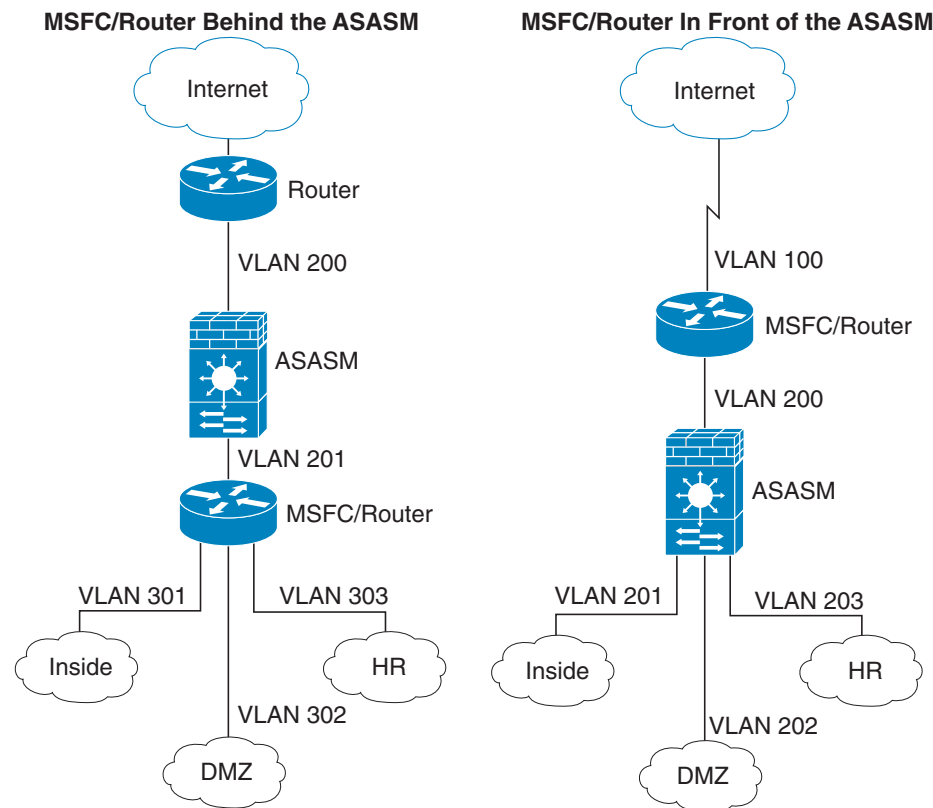 MSFC/Router Behind the ASASM
Internet
Router
VLAN 200
ASASM
VLAN 201
MSFC/Router
VLAN 301
VLAN 303
Inside
HR
VLAN 302
DMZ
MSFC/Router In Front of the ASASM
Internet
VLAN 100
MSFC/Router
VLAN 200
ASASM
VLAN 201
VLAN 203
Inside
HR
VLAN 202
DMZ